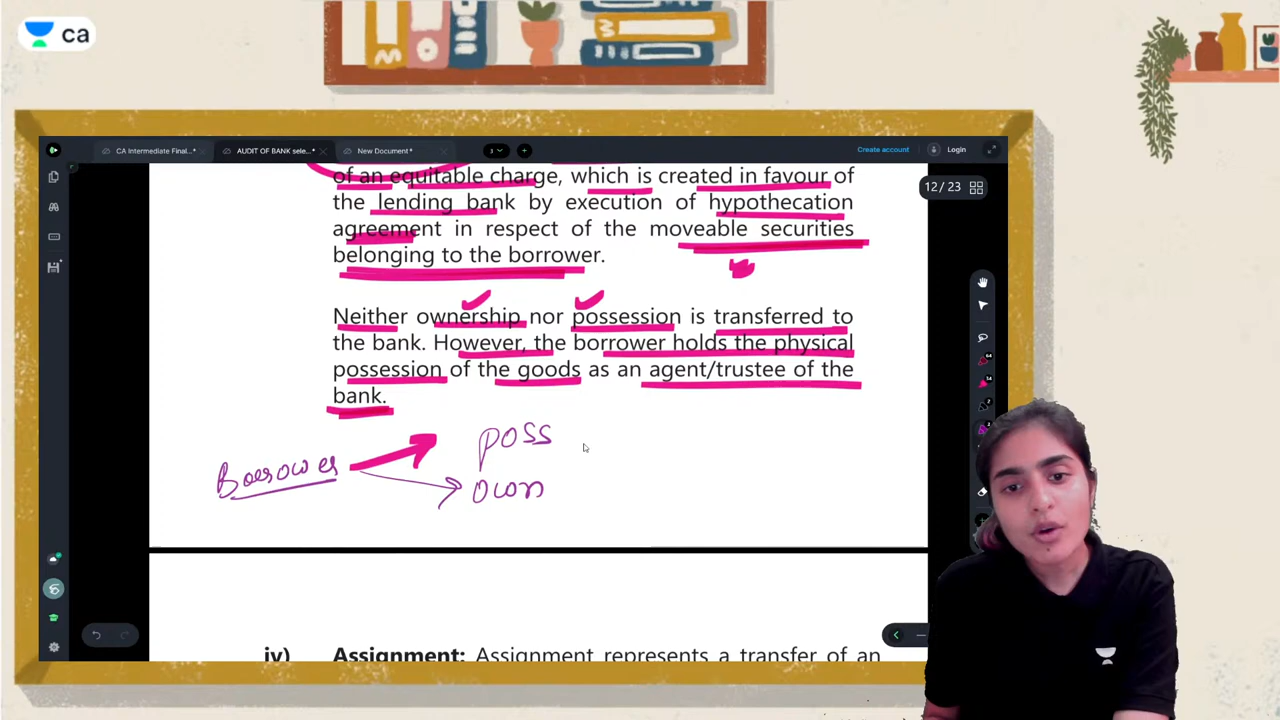 ca
CA Intermediate Final...*
AUDIT OF BANK sele...*
New Document*
3
Create account
Login
12/23
of an equitable charge, which is created in favour of
the lending bank by execution of hypothecation
agreement in respect of the moveable securities
belonging to the borrower.
Neither ownership nor possession is transferred to
the bank. However, the borrower holds the physical
possession of the goods as an agent/trustee of the
bank.
Borrower
poss
own
iv) Assignment: Assignment represents a transfer of an